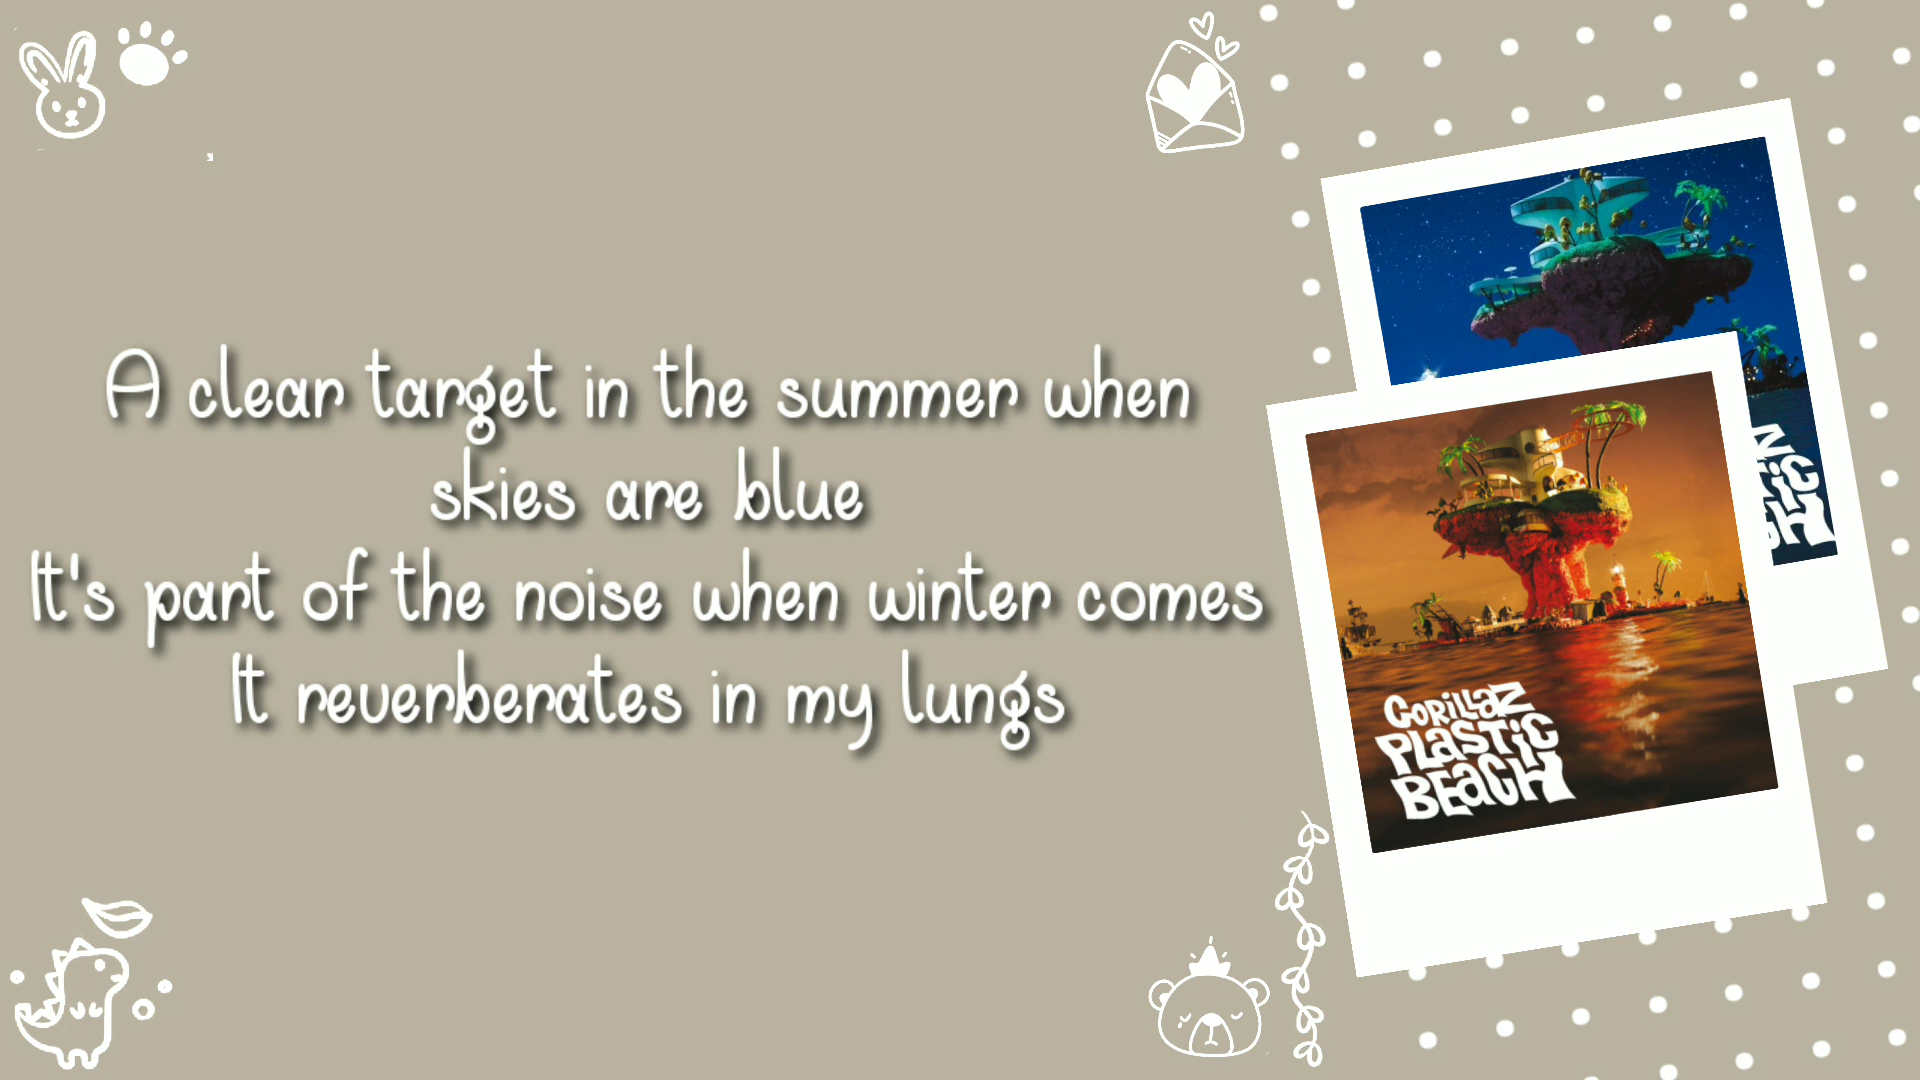 A clear target in the summer when
skies are blue
It's part of the noise when winter comes
It reverberates in my lungs
GORILLAZ
PLASTIC
BEACH